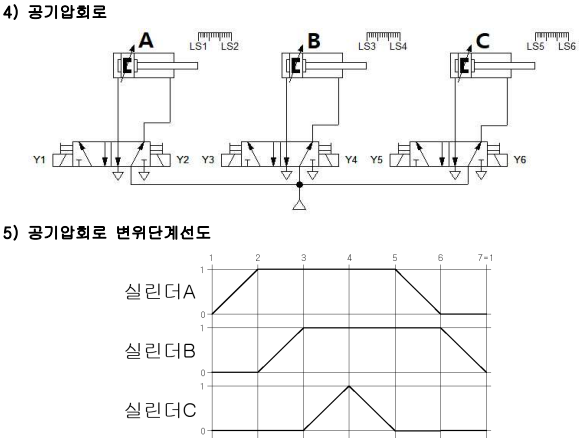 4) 공기압회로
A B C
LS1 LS2 LS3 LS4 LS5 LS6
Y1 Y2 Y3 Y4 Y5 Y6
5) 공기압회로 변위단계선도
1 2 3 4 5 6 7=1
1
실린더A
0
1
실린더B
0
1
실린더C
0